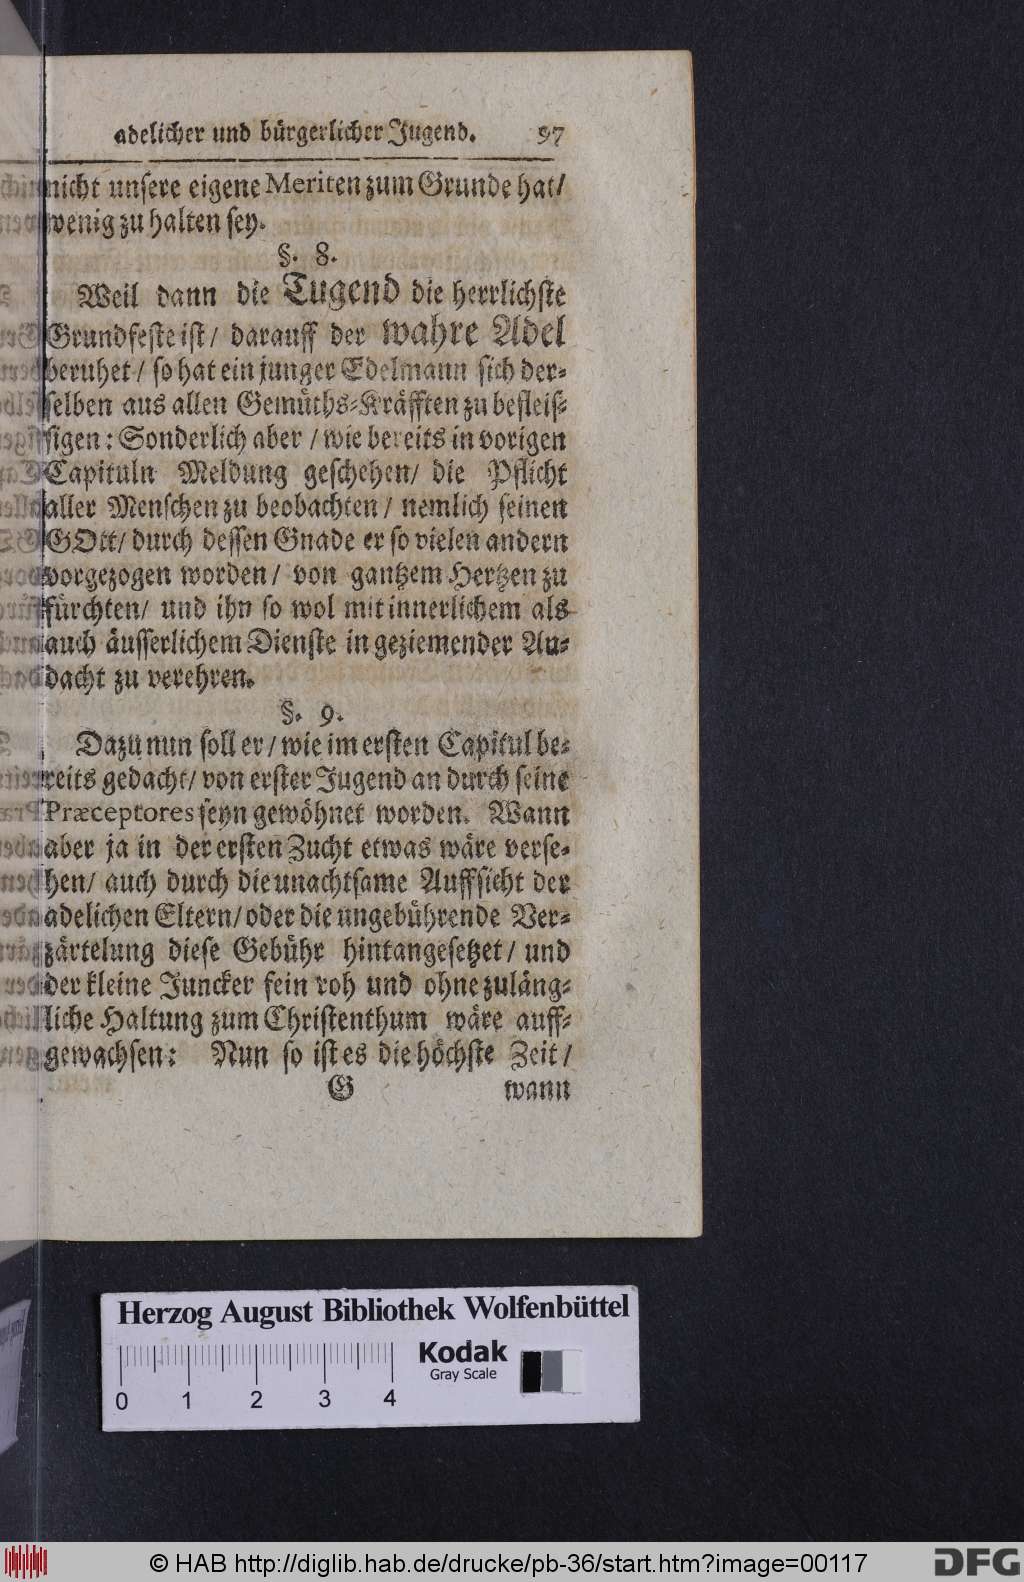 adelicher und bürgerlicher Jugend. 97
nicht unsere eigene Meriten zum Grunde hat/
wenig zu halten sey.
§. 8.
Weil dann die Tugend die herrlichste
Grundfeste ist/ darauff der wahre Adel
beruhet/ so hat ein junger Edelmann sich der-
selben aus allen Gemüths-Kräfften zu befleis-
sigen: Sonderlich aber/ wie bereits in vorigen
Capituln Meldung geschehen/ die Pflicht
aller Menschen zu beobachten/ nemlich seinen
GOtt/ durch dessen Gnade er so vielen andern
vorgezogen worden/ von gantzem Hertzen zu
fürchten/ und ihn so wol mit innerlichem als
auch äusserlichem Dienste in geziemender An-
dacht zu verehren.
§. 9.
Dazu nun soll er/ wie im ersten Capitul be-
reits gedacht/ von erster Jugend an durch seine
Præceptores seyn gewöhnet worden. Wann
aber ja in der ersten Zucht etwas wäre verse-
hen/ auch durch die unachtsame Auffsicht der
adelichen Eltern/ oder die ungebührende Ver-
zärtelung diese Gebühr hintangesetzet/ und
der kleine Juncker fein roh und ohne zuläng-
liche Haltung zum Christenthum wäre auff-
gewachsen: Nun so ist es die höchste Zeit/
G wann
Herzog August Bibliothek Wolfenbüttel
Kodak
Gray Scale
0 1 2 3 4
© HAB http://diglib.hab.de/drucke/pb-36/start.htm?image=00117
DFG